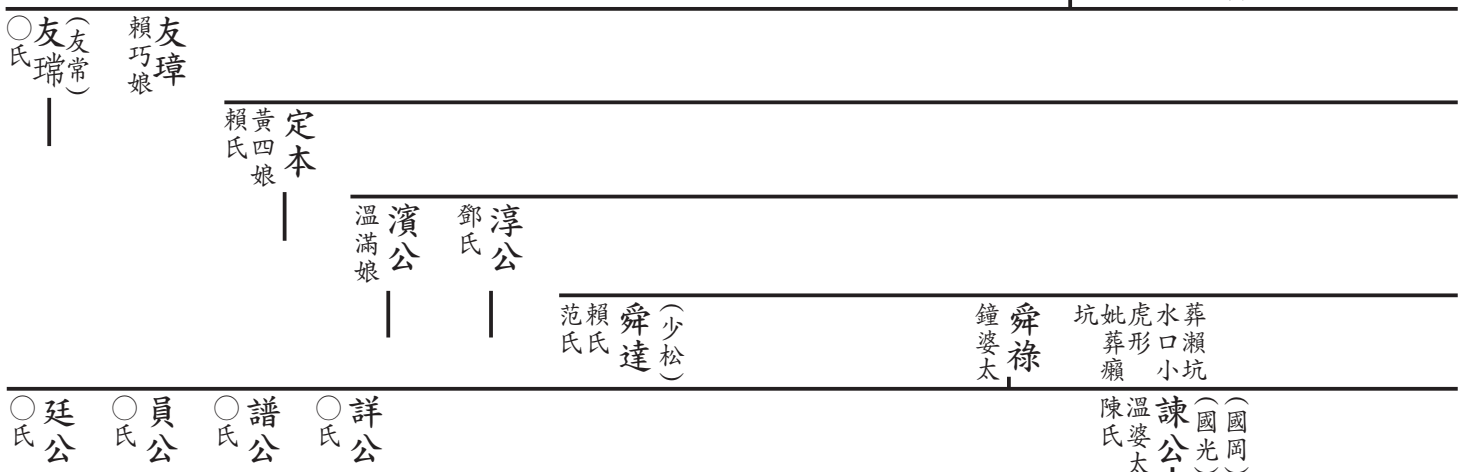 友璋
賴巧娘
(友常)
友瑺
○氏
定本
黃四娘
賴氏
淳公
鄧氏
濱公
溫滿娘
葬瀨坑
水口小
虎形
妣葬癩
坑
舜祿
鐘婆太
(少松)
舜達
賴氏
范氏
(國岡)
(國光)
諫公
溫婆太
陳氏
詳公
○氏
譜公
○氏
員公
○氏
廷公
○氏